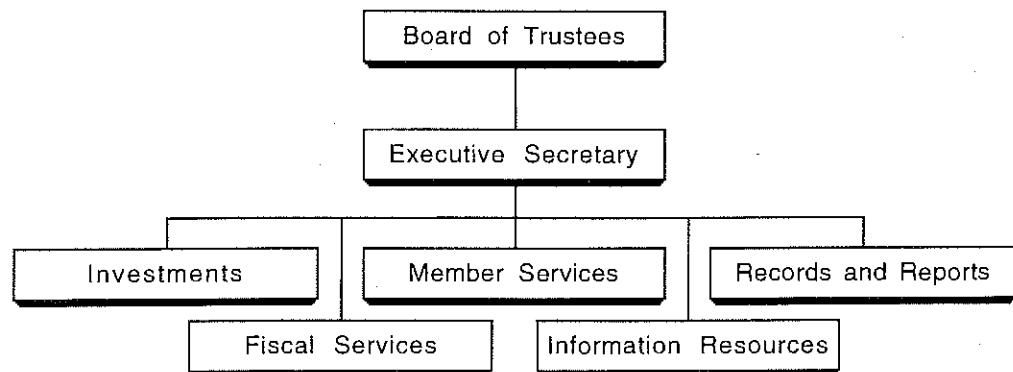 Board of Trustees
Executive Secretary
Investments
Member Services
Records and Reports
Fiscal Services
Information Resources